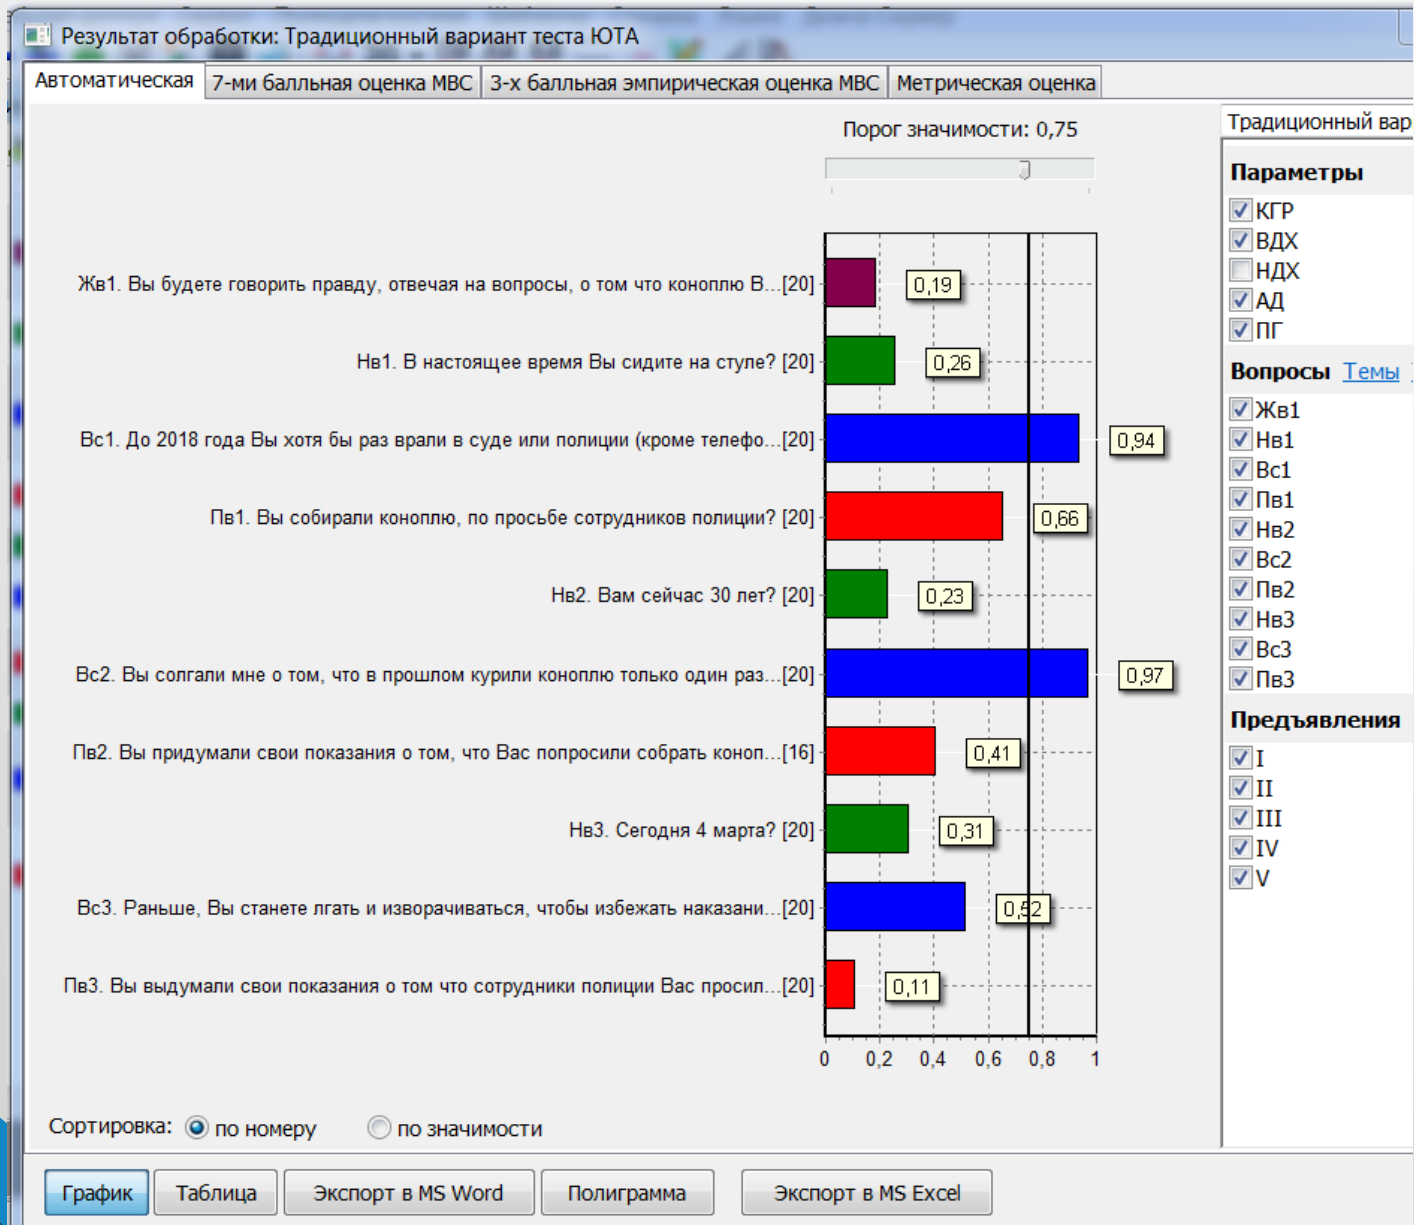 Результат обработки: Традиционный вариант теста ЮТА
Автоматическая 7-ми балльная оценка МВС 3-х балльная эмпирическая оценка МВС Метрическая оценка
Порог значимости: 0,75
Жв1. Вы будете говорить правду, отвечая на вопросы, о том что коноплю В...[20] 0,19
Нв1. В настоящее время Вы сидите на стуле? [20] 0,26
Вс1. До 2018 года Вы хотя бы раз врали в суде или полиции (кроме телефо...[20] 0,94
Пв1. Вы собирали коноплю, по просьбе сотрудников полиции? [20] 0,66
Нв2. Вам сейчас 30 лет? [20] 0,23
Вс2. Вы солгали мне о том, что в прошлом курили коноплю только один раз...[20] 0,97
Пв2. Вы придумали свои показания о том, что Вас попросили собрать коноп...[16] 0,41
Нв3. Сегодня 4 марта? [20] 0,31
Вс3. Раньше, Вы станете лгать и изворачиваться, чтобы избежать наказани...[20] 0,52
Пв3. Вы выдумали свои показания о том что сотрудники полиции Вас просил...[20] 0,11
0 0,2 0,4 0,6 0,8 1
Сортировка: по номеру по значимости
График Таблица Экспорт в MS Word Полиграмма Экспорт в MS Excel
Традиционный вар
Параметры
КГР
ВДХ
НДХ
АД
ПГ
Вопросы Темы
Жв1
Нв1
Вс1
Пв1
Нв2
Вс2
Пв2
Нв3
Вс3
Пв3
Предъявления
I
II
III
IV
V